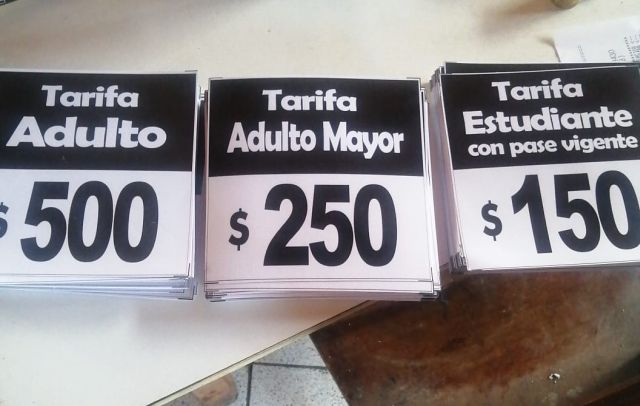 Tarifa
Adulto
$ 500
Tarifa
Adulto Mayor
$ 250
Tarifa
Estudiante
con pase vigente
$ 150